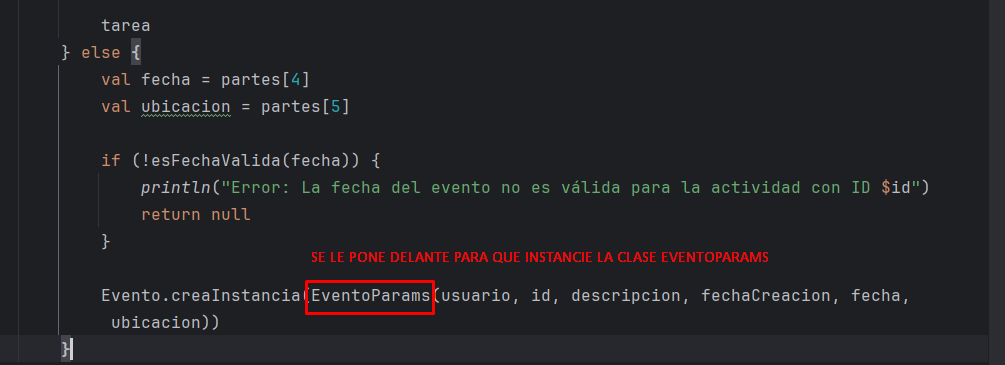 tarea
} else {
val fecha = partes[4]
val ubicacion = partes[5]
if (!esFechaValida(fecha)) {
println("Error: La fecha del evento no es válida para la actividad con ID $id")
return null
}
SE LE PONE DELANTE PARA QUE INSTANCIE LA CLASE EVENTOPARAMS
Evento.creaInstancia(EventoParams(usuario, id, descripcion, fechaCreacion, fecha,
ubicacion))
}